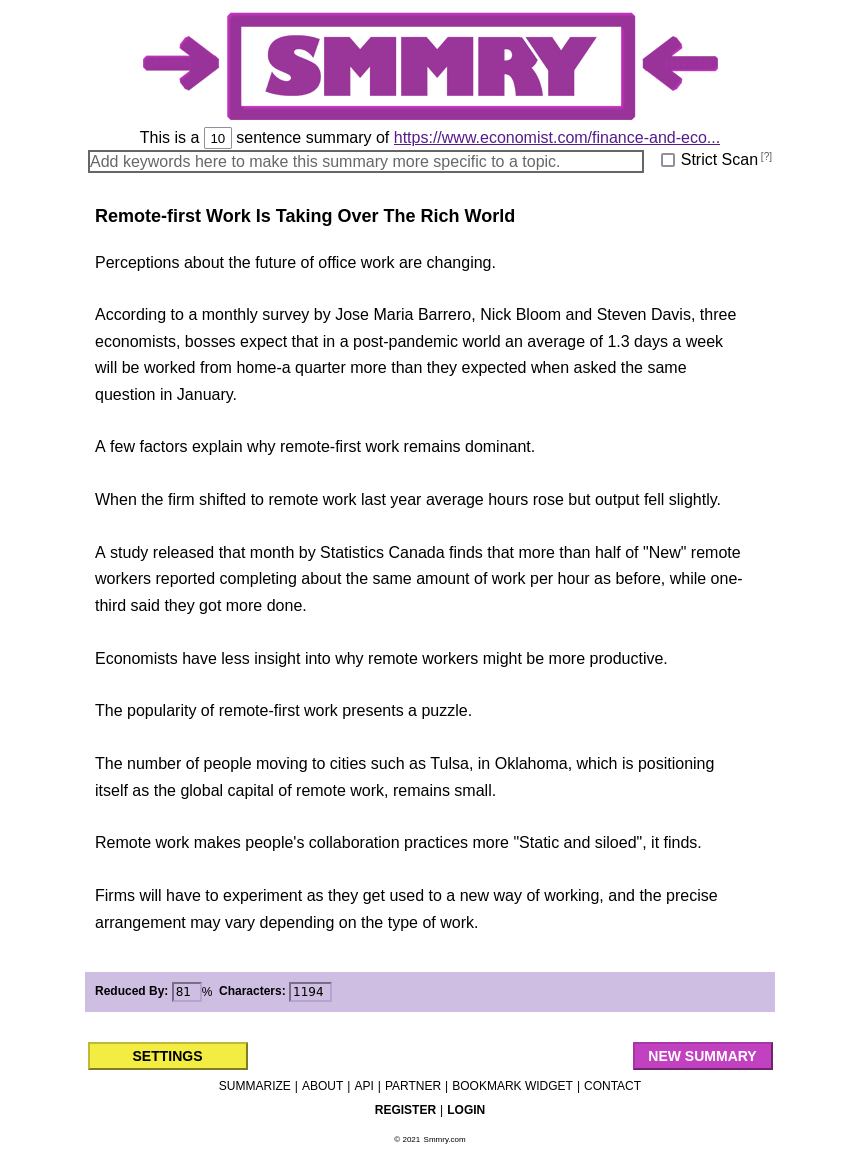 SMMRY
This is a 10 sentence summary of https://www.economist.com/finance-and-eco...
Add keywords here to make this summary more specific to a topic. Strict Scan [?]
Remote-first Work Is Taking Over The Rich World
Perceptions about the future of office work are changing.
According to a monthly survey by Jose Maria Barrero, Nick Bloom and Steven Davis, three
economists, bosses expect that in a post-pandemic world an average of 1.3 days a week
will be worked from home-a quarter more than they expected when asked the same
question in January.
A few factors explain why remote-first work remains dominant.
When the firm shifted to remote work last year average hours rose but output fell slightly.
A study released that month by Statistics Canada finds that more than half of "New" remote
workers reported completing about the same amount of work per hour as before, while one-
third said they got more done.
Economists have less insight into why remote workers might be more productive.
The popularity of remote-first work presents a puzzle.
The number of people moving to cities such as Tulsa, in Oklahoma, which is positioning
itself as the global capital of remote work, remains small.
Remote work makes people's collaboration practices more "Static and siloed", it finds.
Firms will have to experiment as they get used to a new way of working, and the precise
arrangement may vary depending on the type of work.
Reduced By: 81 % Characters: 1194
SETTINGS NEW SUMMARY
SUMMARIZE | ABOUT | API | PARTNER | BOOKMARK WIDGET | CONTACT
REGISTER | LOGIN
© 2021 Smmry.com